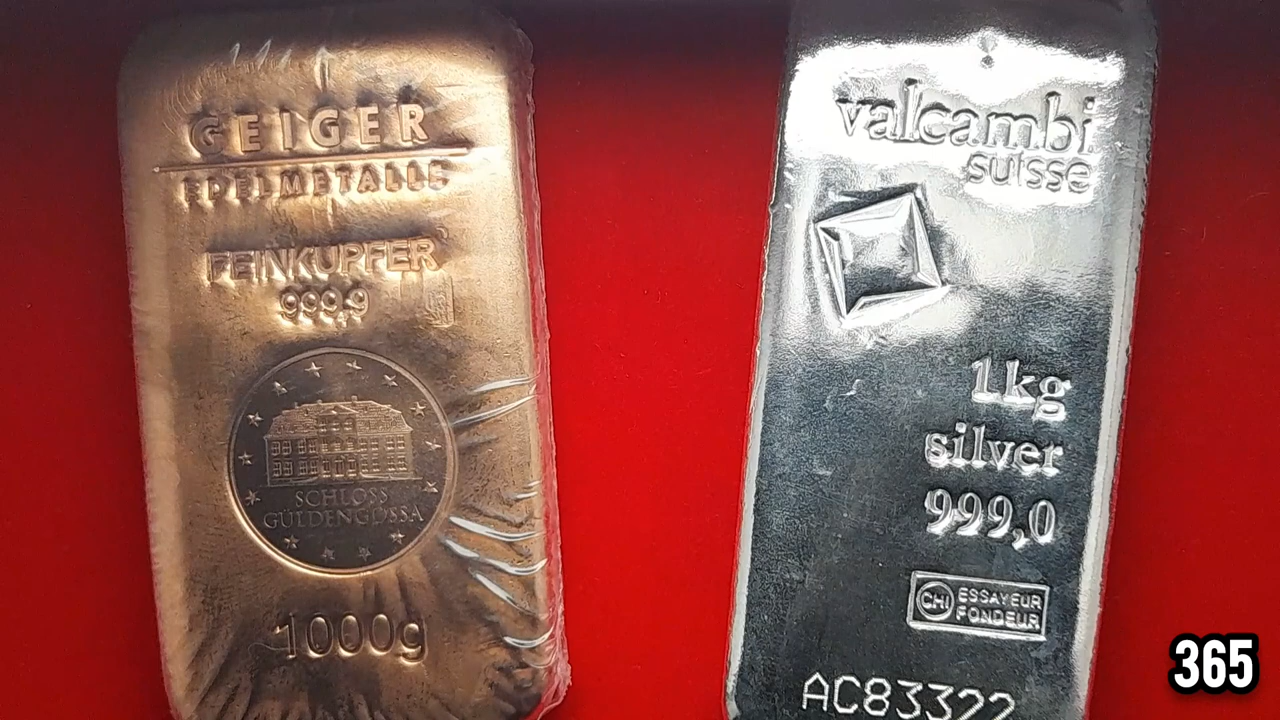 GEIGER
EDELMETALLE
FEINKUPFER
999.9
SCHLOSS
GÜLDENGOSSA
1000g
valcambi
suisse
1kg
silver
999,0
CHI
ESSAYEUR
FONDEUR
AC83322
365